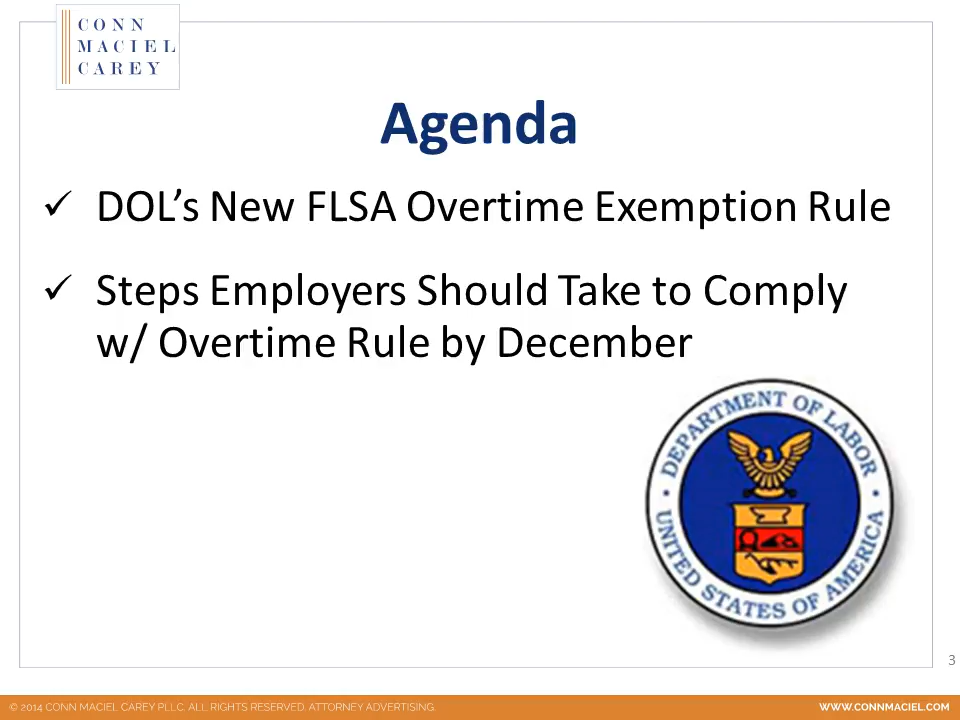 CONN
MACIEL
CAREY
Agenda
✓ DOL’s New FLSA Overtime Exemption Rule
✓ Steps Employers Should Take to Comply
w/ Overtime Rule by December
DEPARTMENT OF LABOR
UNITED STATES OF AMERICA
3
© 2014 CONN MACIEL CAREY PLLC. ALL RIGHTS RESERVED. ATTORNEY ADVERTISING.
WWW.CONNMACIEL.COM